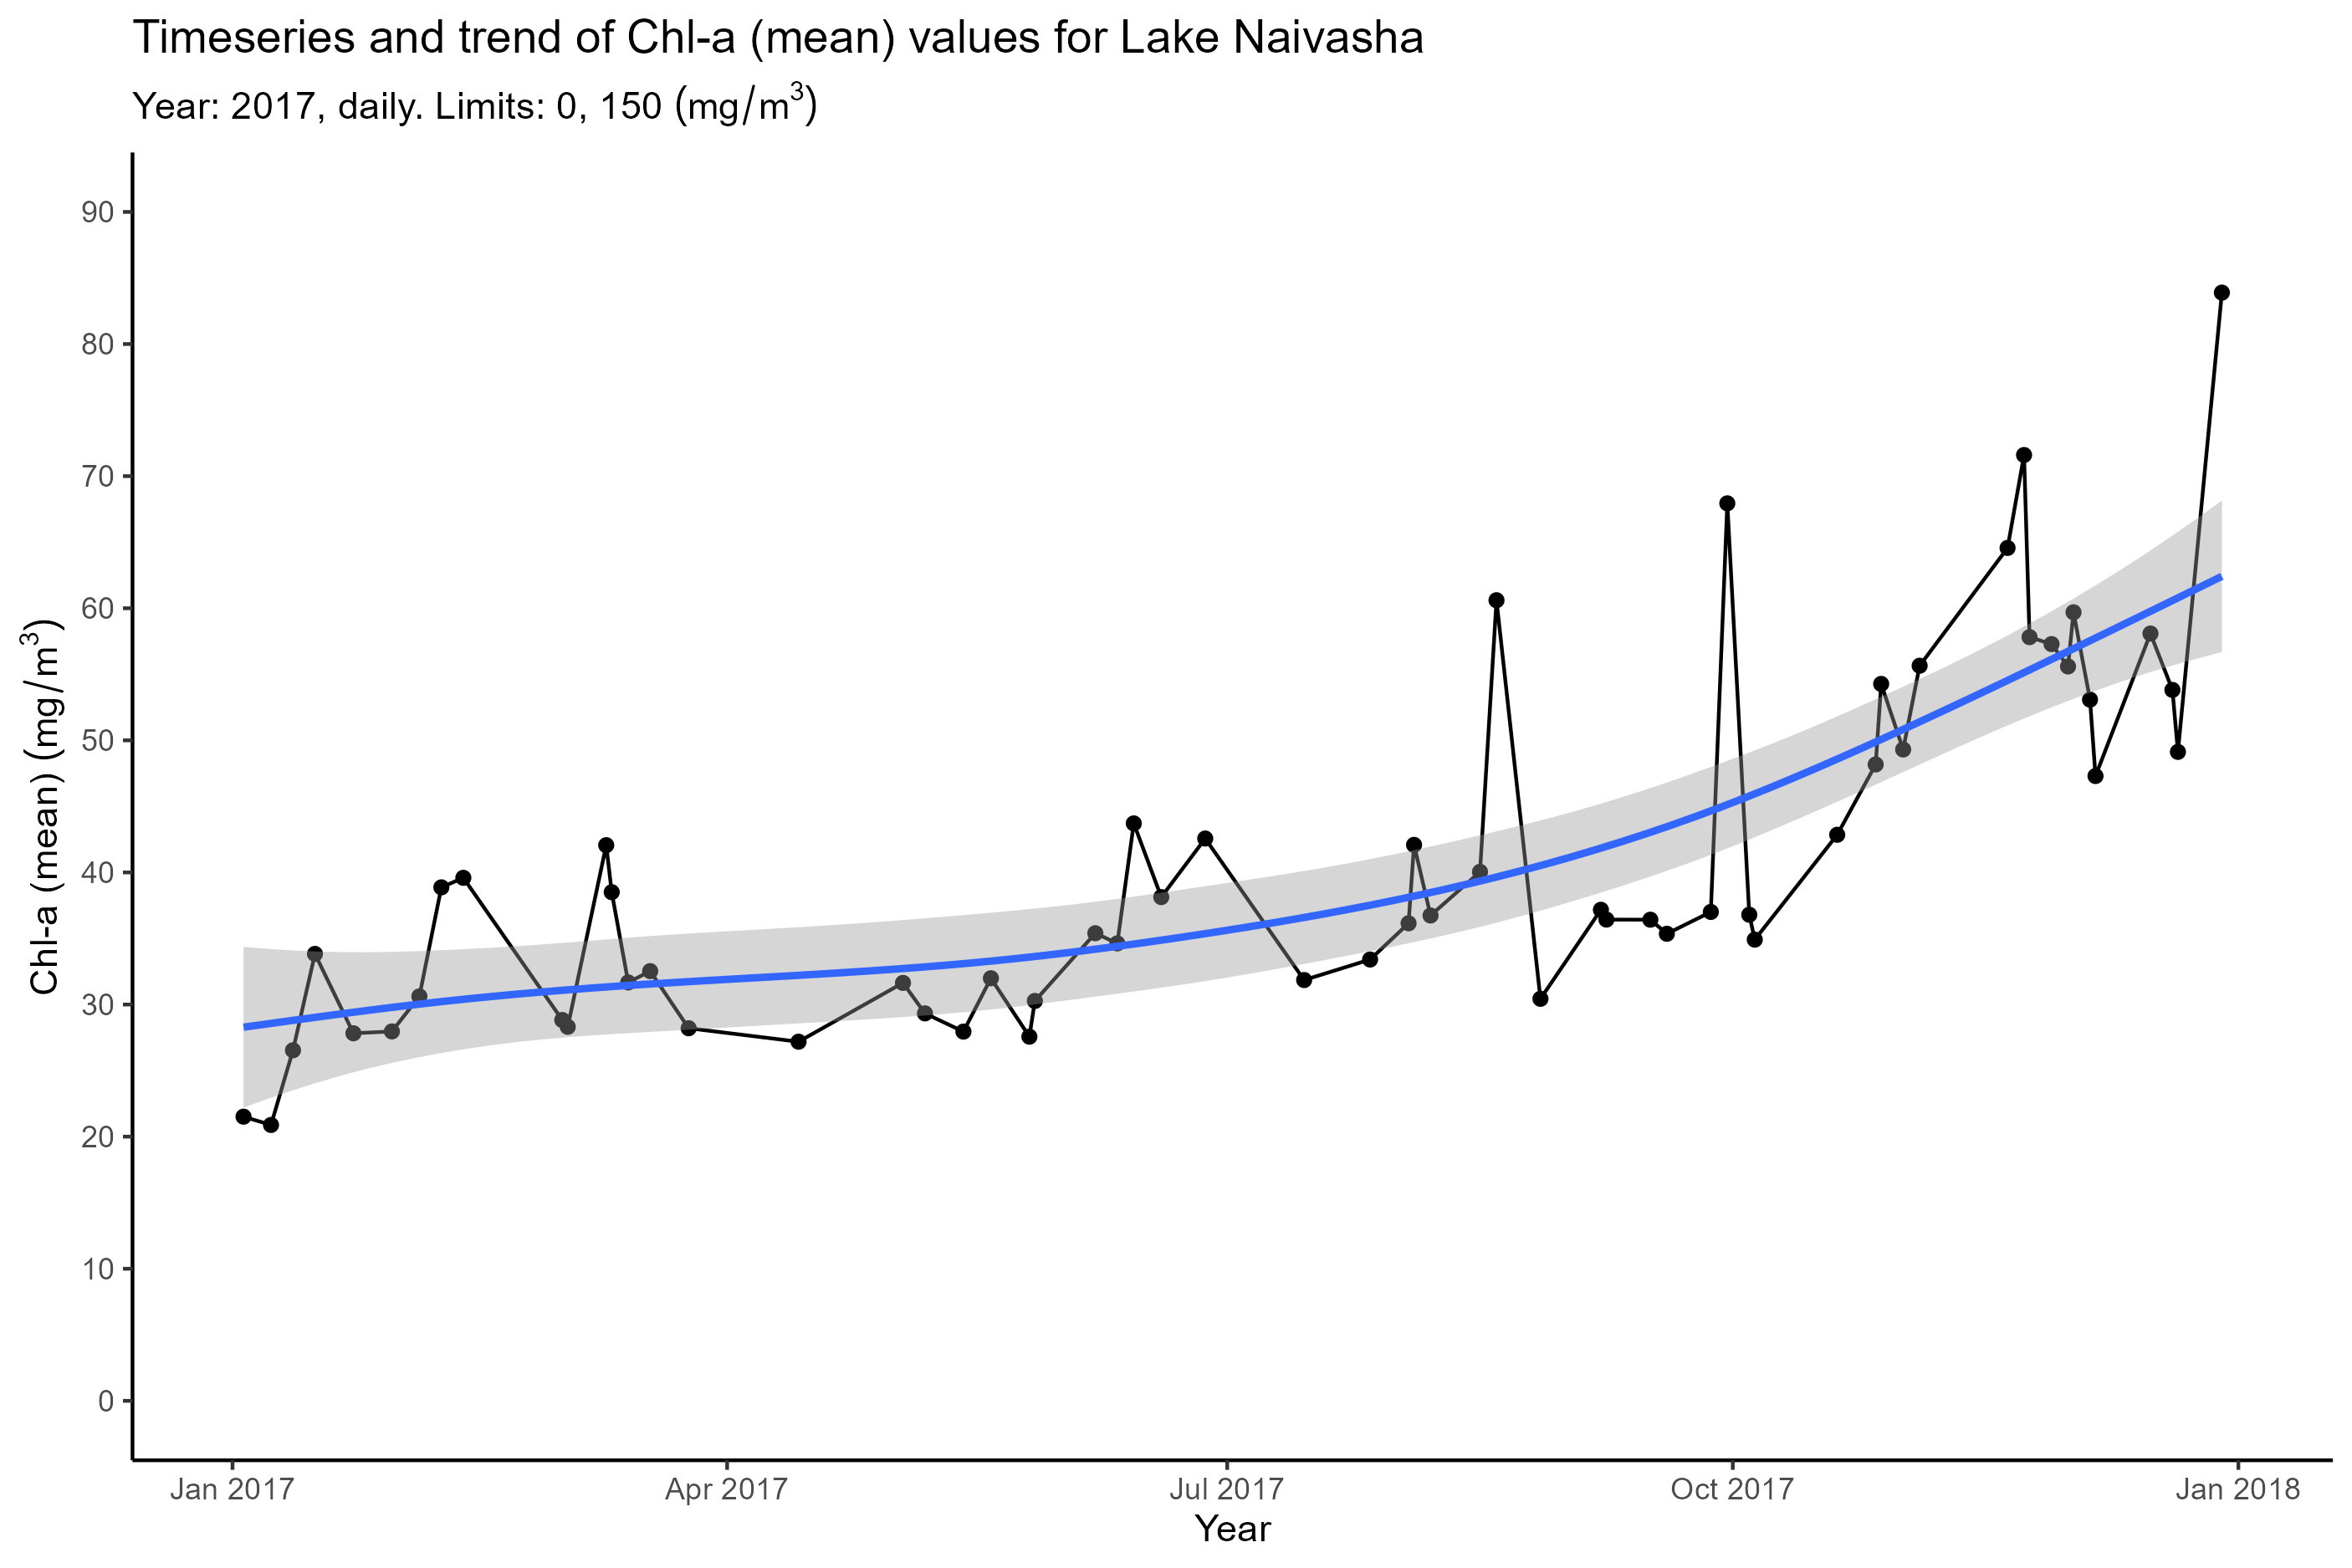 Timeseries and trend of Chl-a (mean) values for Lake Naivasha
Year: 2017, daily. Limits: 0, 150 (mg/m³)
Chl-a (mean) (mg/m³)
90
80
70
60
50
40
30
20
10
0
Jan 2017
Apr 2017
Jul 2017
Oct 2017
Jan 2018
Year